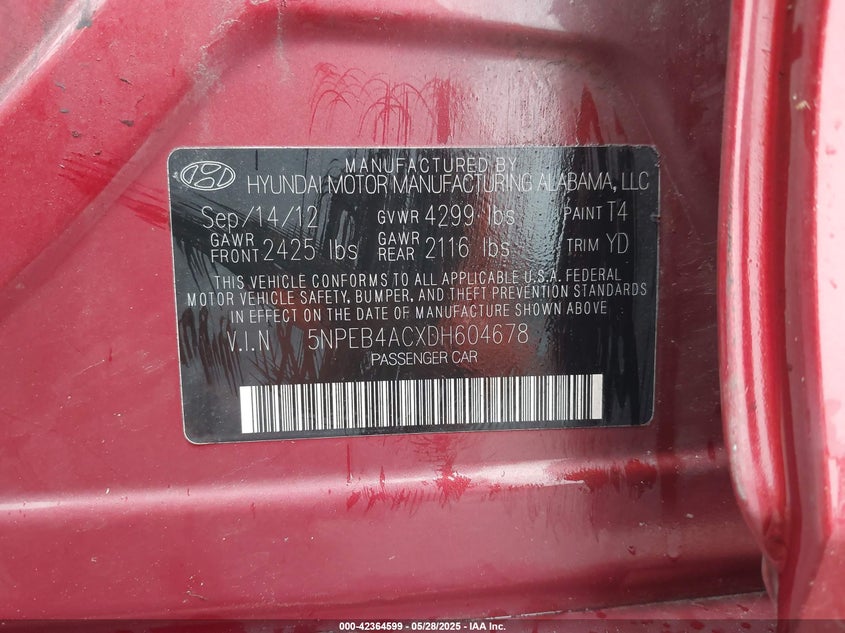 MANUFACTURED BY
HYUNDAI MOTOR MANUFACTURING ALABAMA, LLC
Sep/14/12 GVWR 4299 lbs PAINT T4
GAWR FRONT 2425 lbs GAWR REAR 2116 lbs TRIM YD
THIS VEHICLE CONFORMS TO ALL APPLICABLE U.S.A. FEDERAL
MOTOR VEHICLE SAFETY, BUMPER, AND THEFT PREVENTION STANDARDS
IN EFFECT ON THE DATE OF MANUFACTURE SHOWN ABOVE
V.I.N 5NPEB4ACXDH604678
PASSENGER CAR
000-42364599 - 05/28/2025 - IAA Inc.